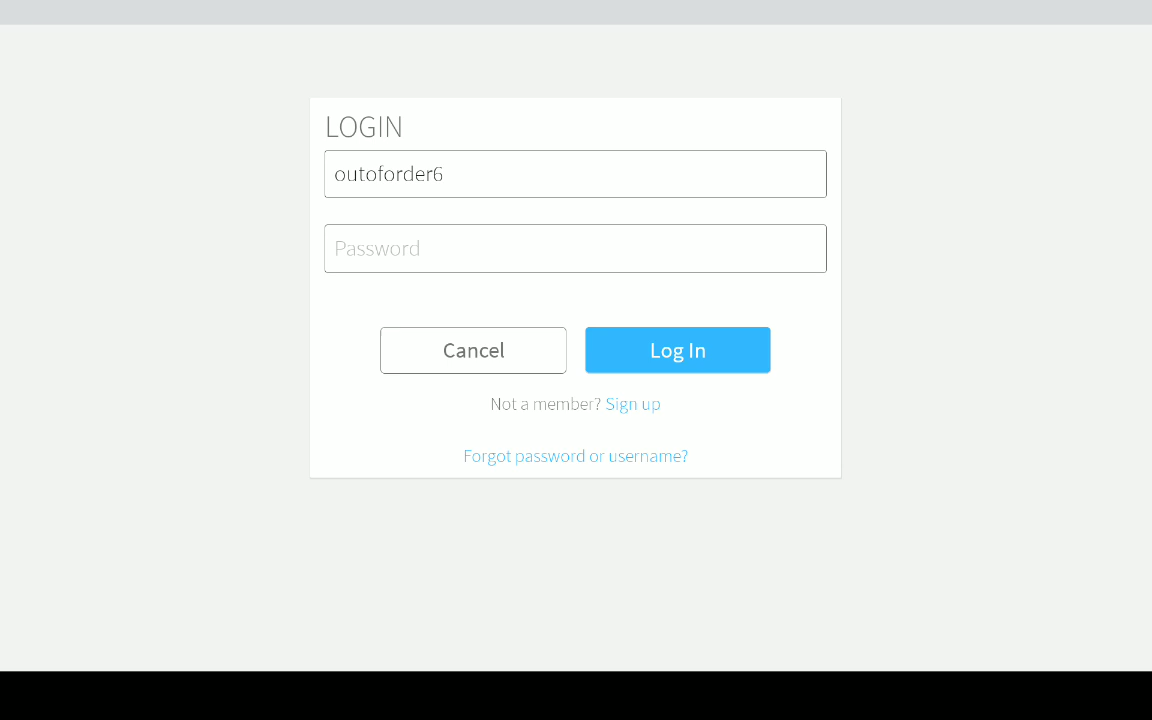 LOGIN
outoforder6
Password
Cancel
Log In
Not a member? Sign up
Forgot password or username?